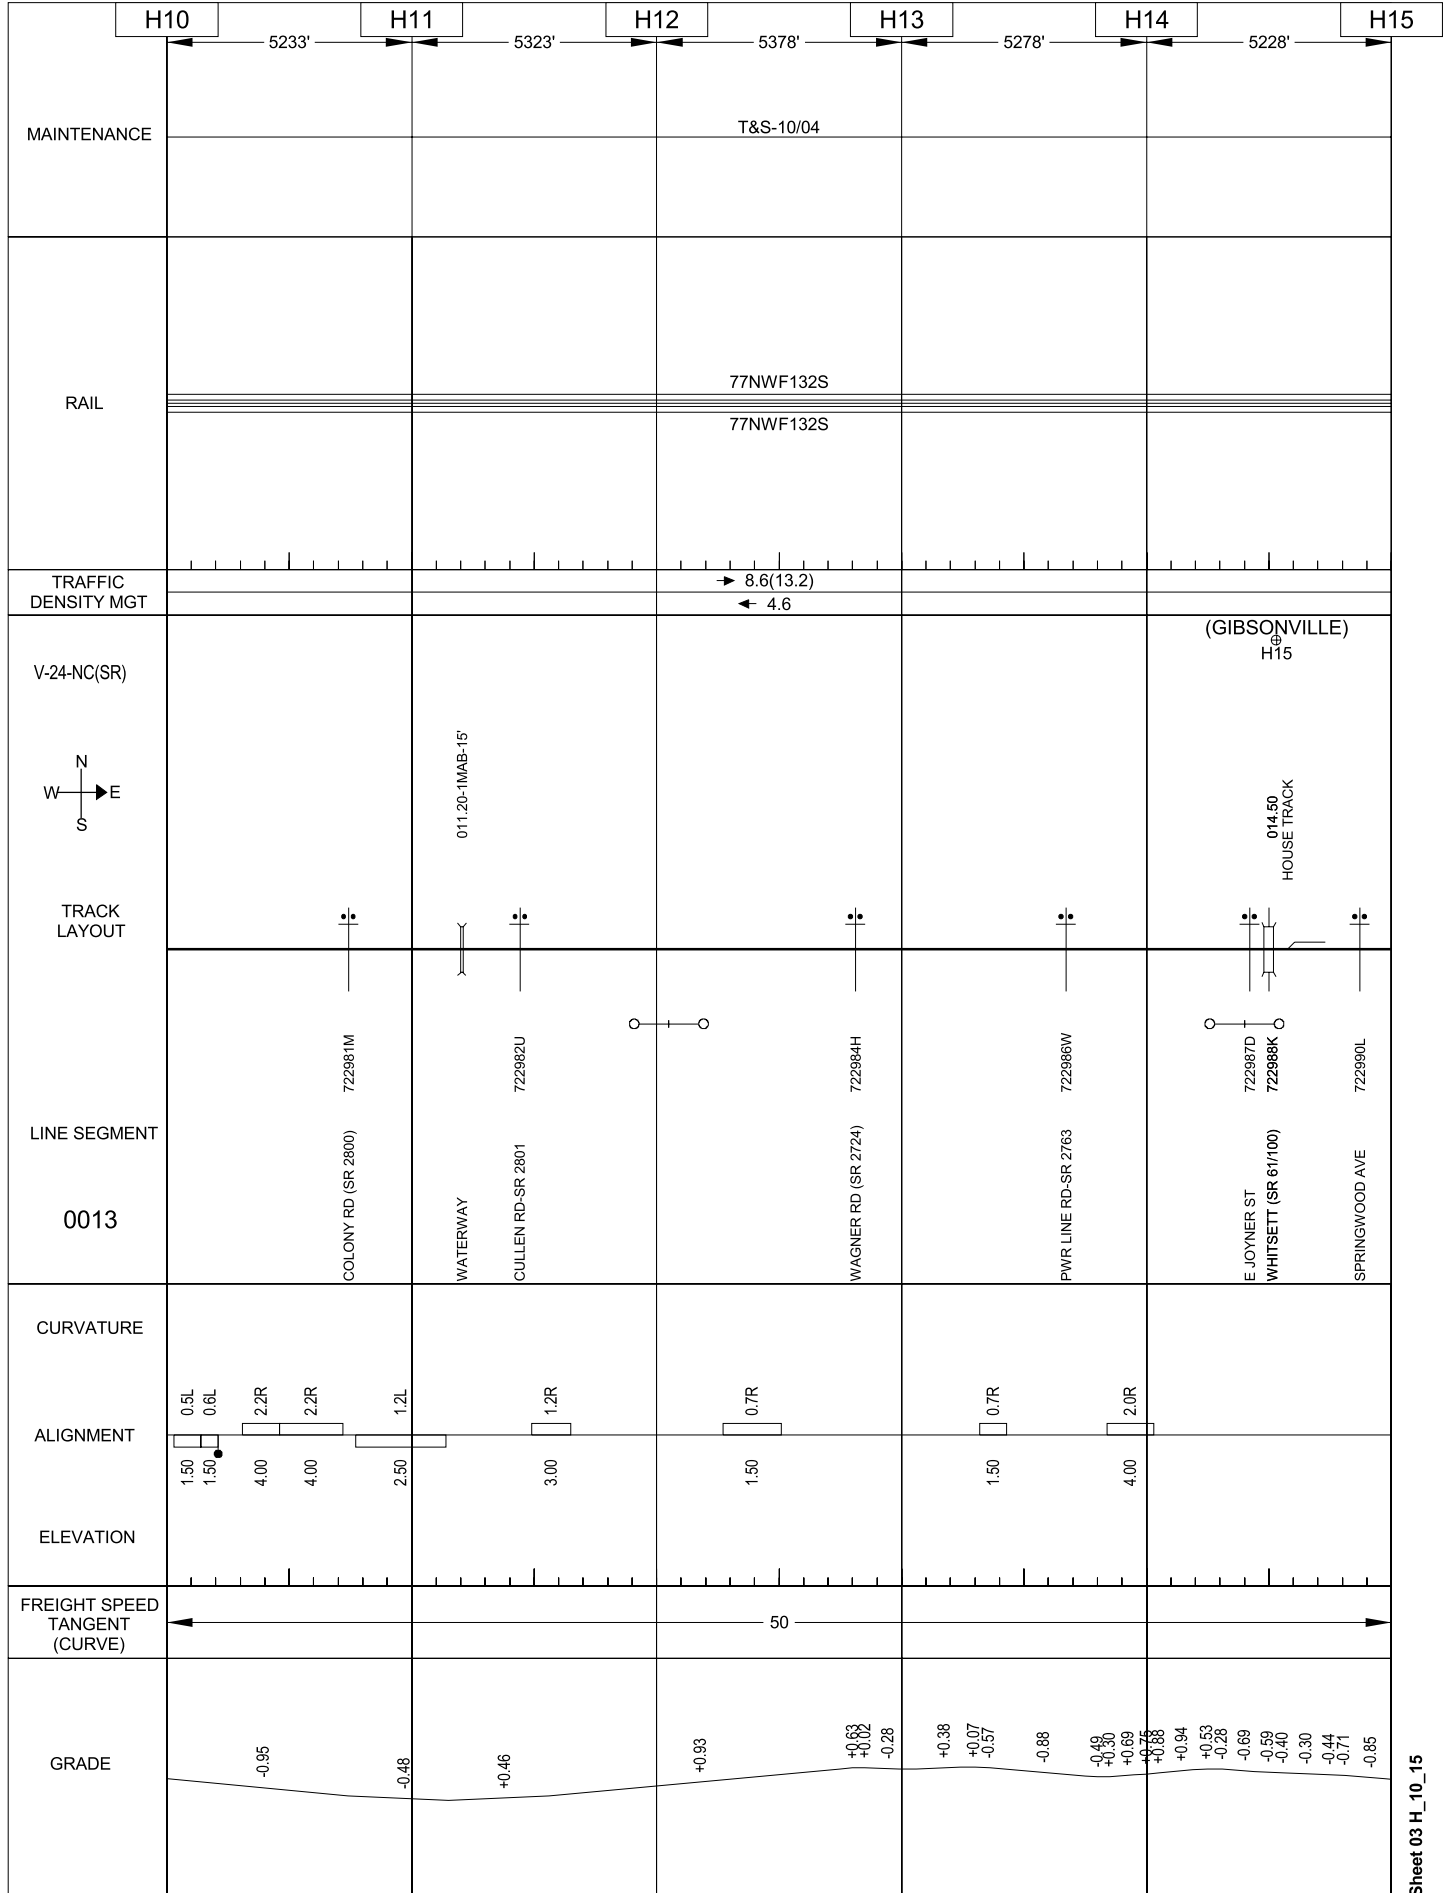 H10
H11
H12
H13
H14
H15
5233'
5323'
5378'
5278'
5228'
MAINTENANCE
T&S-10/04
RAIL
77NWF132S
77NWF132S
TRAFFIC
DENSITY MGT
8.6(13.2)
4.6
V-24-NC(SR)
(GIBSONVILLE)
H15
N
W
E
S
011.20-1MAB-15'
014.50
HOUSE TRACK
TRACK
LAYOUT
LINE SEGMENT
0013
722981M
722982U
722984H
722986W
722987D
722988K
722990L
COLONY RD (SR 2800)
WATERWAY
CULLEN RD-SR 2801
WAGNER RD (SR 2724)
PWR LINE RD-SR 2763
E JOYNER ST
WHITSETT (SR 61/100)
SPRINGWOOD AVE
CURVATURE
0.5L
0.6L
2.2R
2.2R
1.2L
1.2R
0.7R
0.7R
2.0R
ALIGNMENT
1.50
1.50
4.00
4.00
2.50
3.00
1.50
1.50
4.00
ELEVATION
FREIGHT SPEED
TANGENT
(CURVE)
50
GRADE
-0.95
-0.48
+0.46
+0.93
+0.63
+0.02
-0.28
+0.38
+0.07
-0.57
-0.88
-0.49
+0.30
+0.69
+0.88
+0.94
+0.53
-0.28
-0.69
-0.59
-0.40
-0.30
-0.44
-0.71
-0.85
Sheet 03 H_10_15